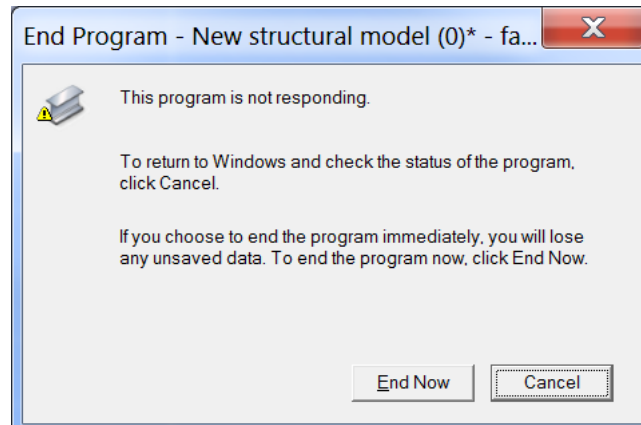 End Program - New structural model (0)* - fa...
This program is not responding.
To return to Windows and check the status of the program,
click Cancel.
If you choose to end the program immediately, you will lose
any unsaved data. To end the program now, click End Now.
End Now Cancel